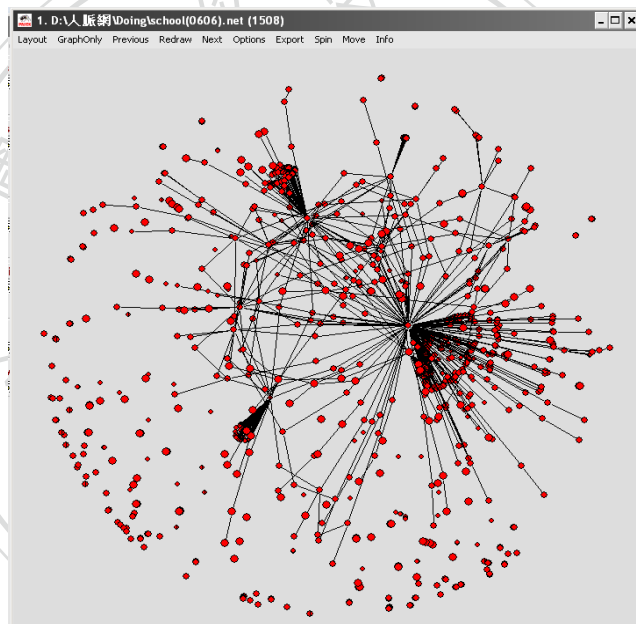 1. D:\人脈網\Doing\school(0606).net (1508)
Layout GraphOnly Previous Redraw Next Options Export Spin Move Info